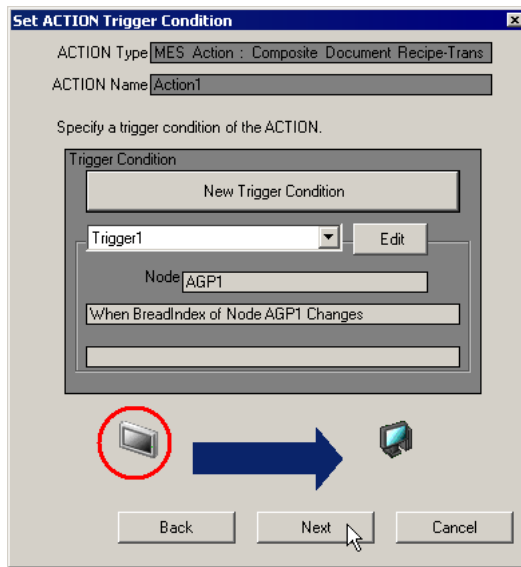 Set ACTION Trigger Condition
ACTION Type MES Action : Composite Document Recipe-Trans
ACTION Name Action1
Specify a trigger condition of the ACTION.
Trigger Condition
New Trigger Condition
Trigger1 Edit
Node AGP1
When BreadIndex of Node AGP1 Changes
Back Next Cancel